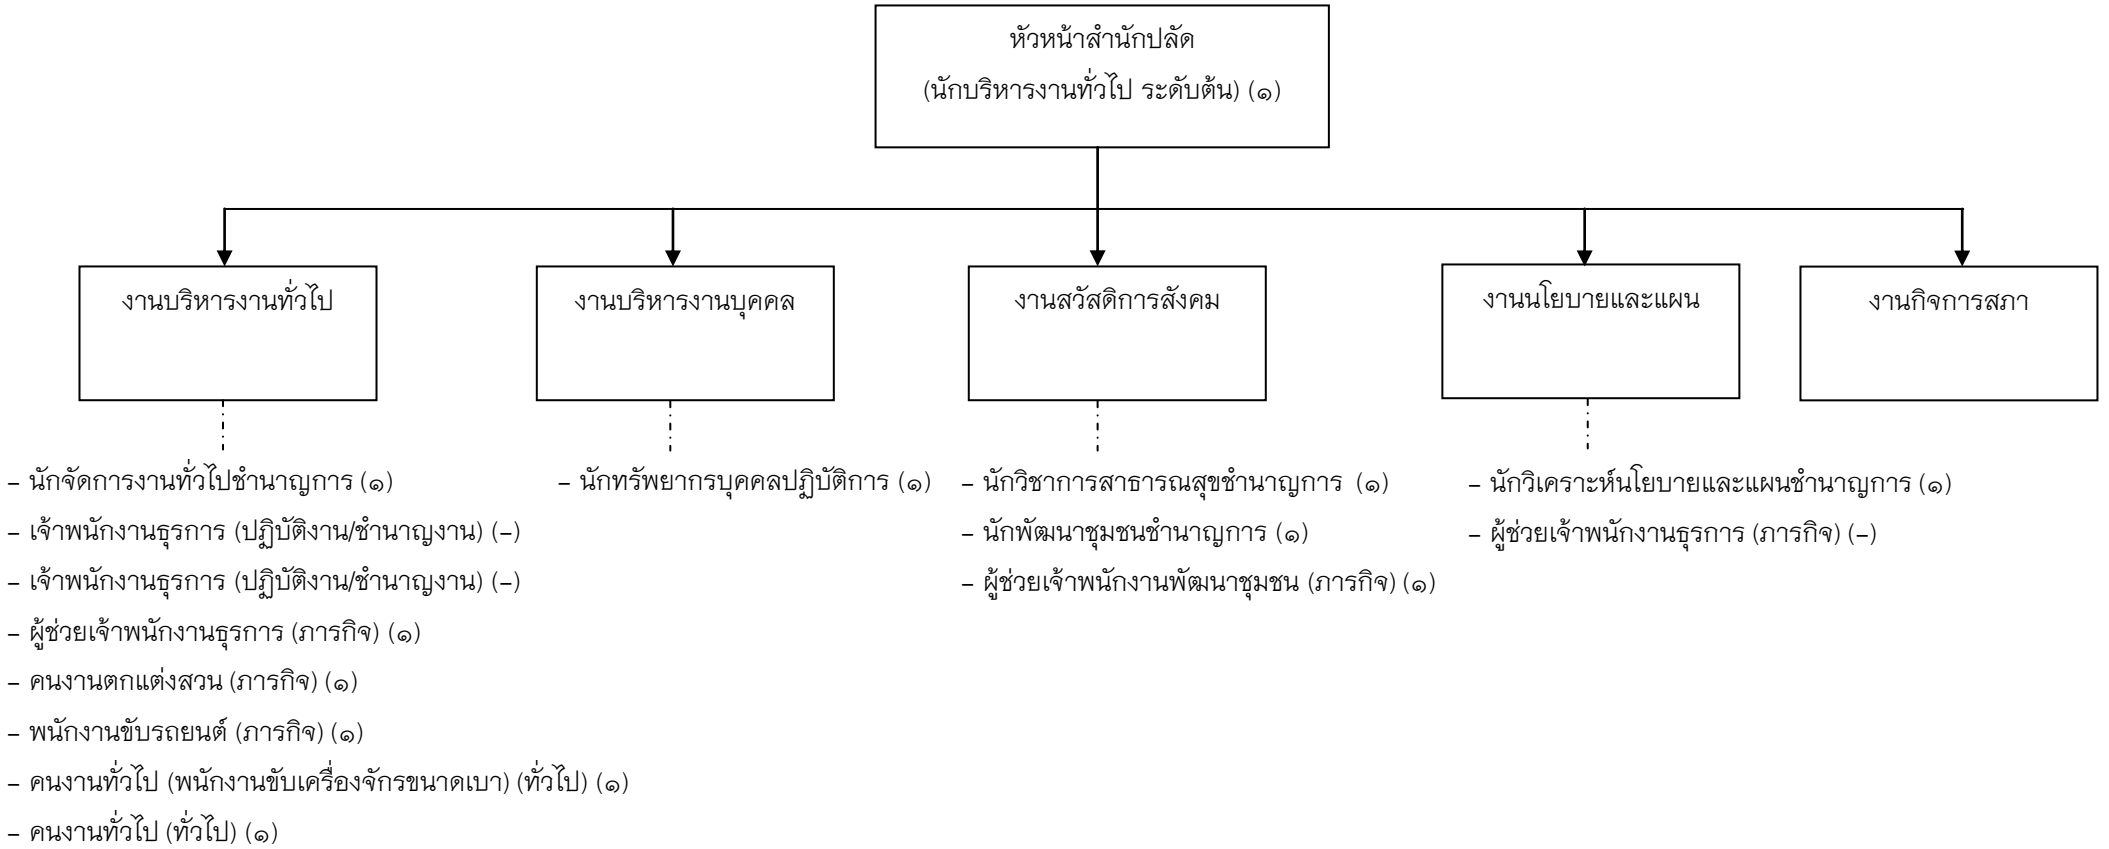 หัวหน้าสำนักปลัด
(นักบริหารงานทั่วไป ระดับต้น) (๑)
งานบริหารงานทั่วไป
งานบริหารงานบุคคล
งานสวัสดิการสังคม
งานนโยบายและแผน
งานกิจการสภา
– นักจัดการงานทั่วไปชำนาญการ (๑)
– เจ้าพนักงานธุรการ (ปฏิบัติงาน/ชำนาญงาน) (–)
– เจ้าพนักงานธุรการ (ปฏิบัติงาน/ชำนาญงาน) (–)
– ผู้ช่วยเจ้าพนักงานธุรการ (ภารกิจ) (๑)
– คนงานตกแต่งสวน (ภารกิจ) (๑)
– พนักงานขับรถยนต์ (ภารกิจ) (๑)
– คนงานทั่วไป (พนักงานขับเครื่องจักรขนาดเบา) (ทั่วไป) (๑)
– คนงานทั่วไป (ทั่วไป) (๑)
– นักทรัพยากรบุคคลปฏิบัติการ (๑)
– นักวิชาการสาธารณสุขชำนาญการ (๑)
– นักพัฒนาชุมชนชำนาญการ (๑)
– ผู้ช่วยเจ้าพนักงานพัฒนาชุมชน (ภารกิจ) (๑)
– นักวิเคราะห์นโยบายและแผนชำนาญการ (๑)
– ผู้ช่วยเจ้าพนักงานธุรการ (ภารกิจ) (–)